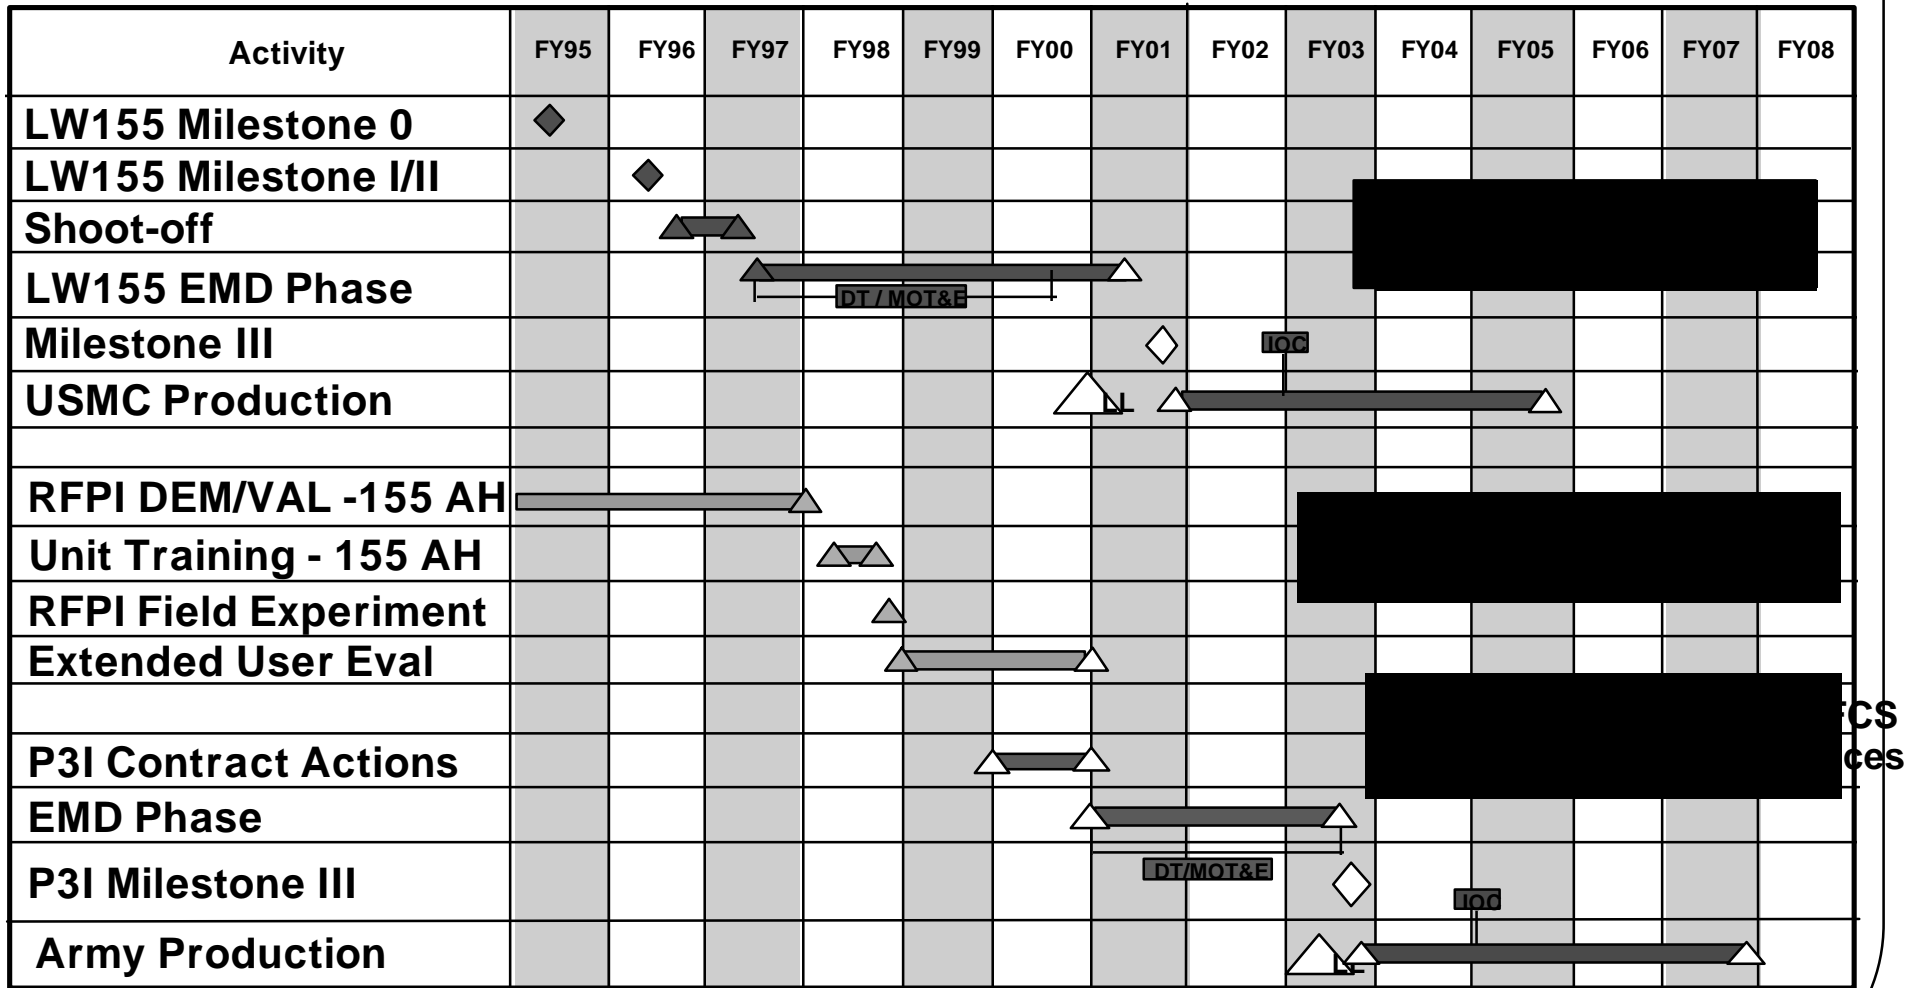 Activity FY95 FY96 FY97 FY98 FY99 FY00 FY01 FY02 FY03 FY04 FY05 FY06 FY07 FY08
LW155 Milestone 0
LW155 Milestone I/II
Shoot-off
LW155 EMD Phase
DT / MOT&E
Milestone III
IOC
USMC Production
LL
RFPI DEM/VAL -155 AH
Unit Training - 155 AH
RFPI Field Experiment
Extended User Eval
FCS
P3I Contract Actions
ces
EMD Phase
DT/MOT&E
P3I Milestone III
IOC
Army Production
LL